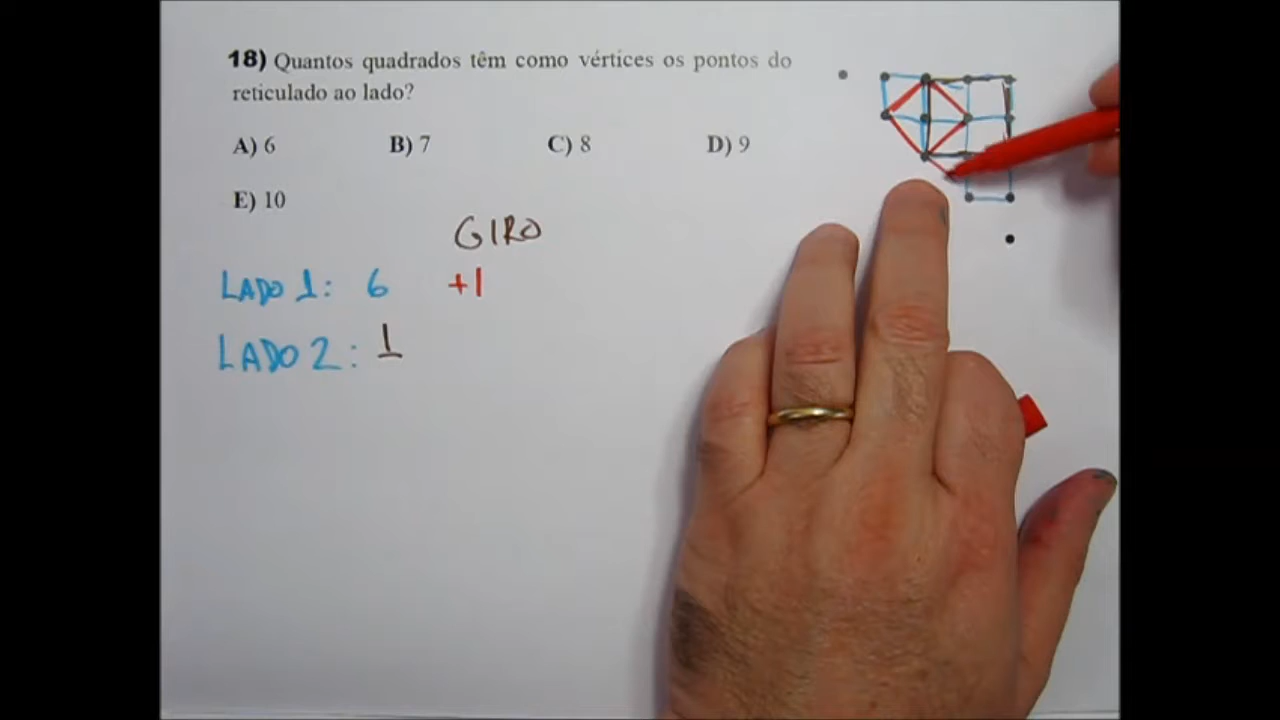 18) Quantos quadrados têm como vértices os pontos do
reticulado ao lado?
A) 6 B) 7 C) 8 D) 9
E) 10
GIRO
LADO 1: 6 +1
LADO 2: 1